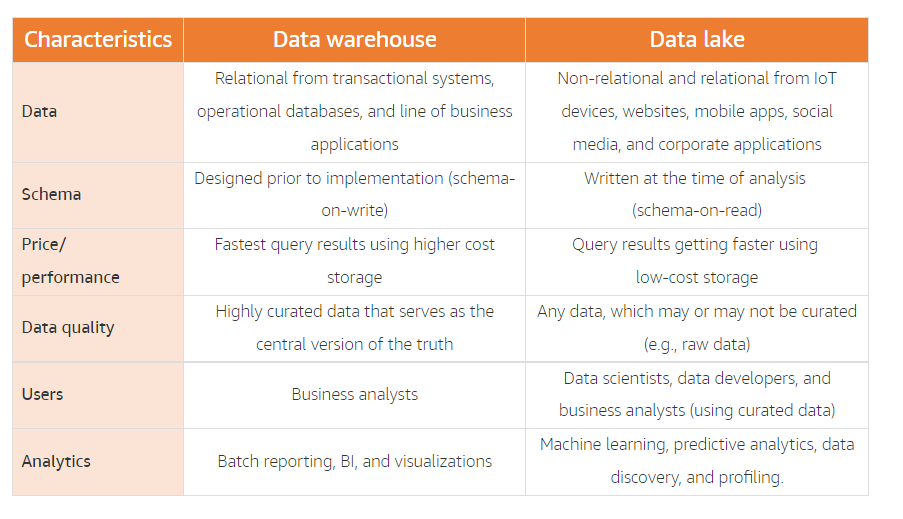 Characteristics
Data warehouse
Data lake
Data
Relational from transactional systems,
operational databases, and line of business
applications
Non-relational and relational from IoT
devices, websites, mobile apps, social
media, and corporate applications
Schema
Designed prior to implementation (schema-
on-write)
Written at the time of analysis
(schema-on-read)
Price/
performance
Fastest query results using higher cost
storage
Query results getting faster using
low-cost storage
Data quality
Highly curated data that serves as the
central version of the truth
Any data, which may or may not be curated
(e.g., raw data)
Users
Business analysts
Data scientists, data developers, and
business analysts (using curated data)
Analytics
Batch reporting, BI, and visualizations
Machine learning, predictive analytics, data
discovery, and profiling.